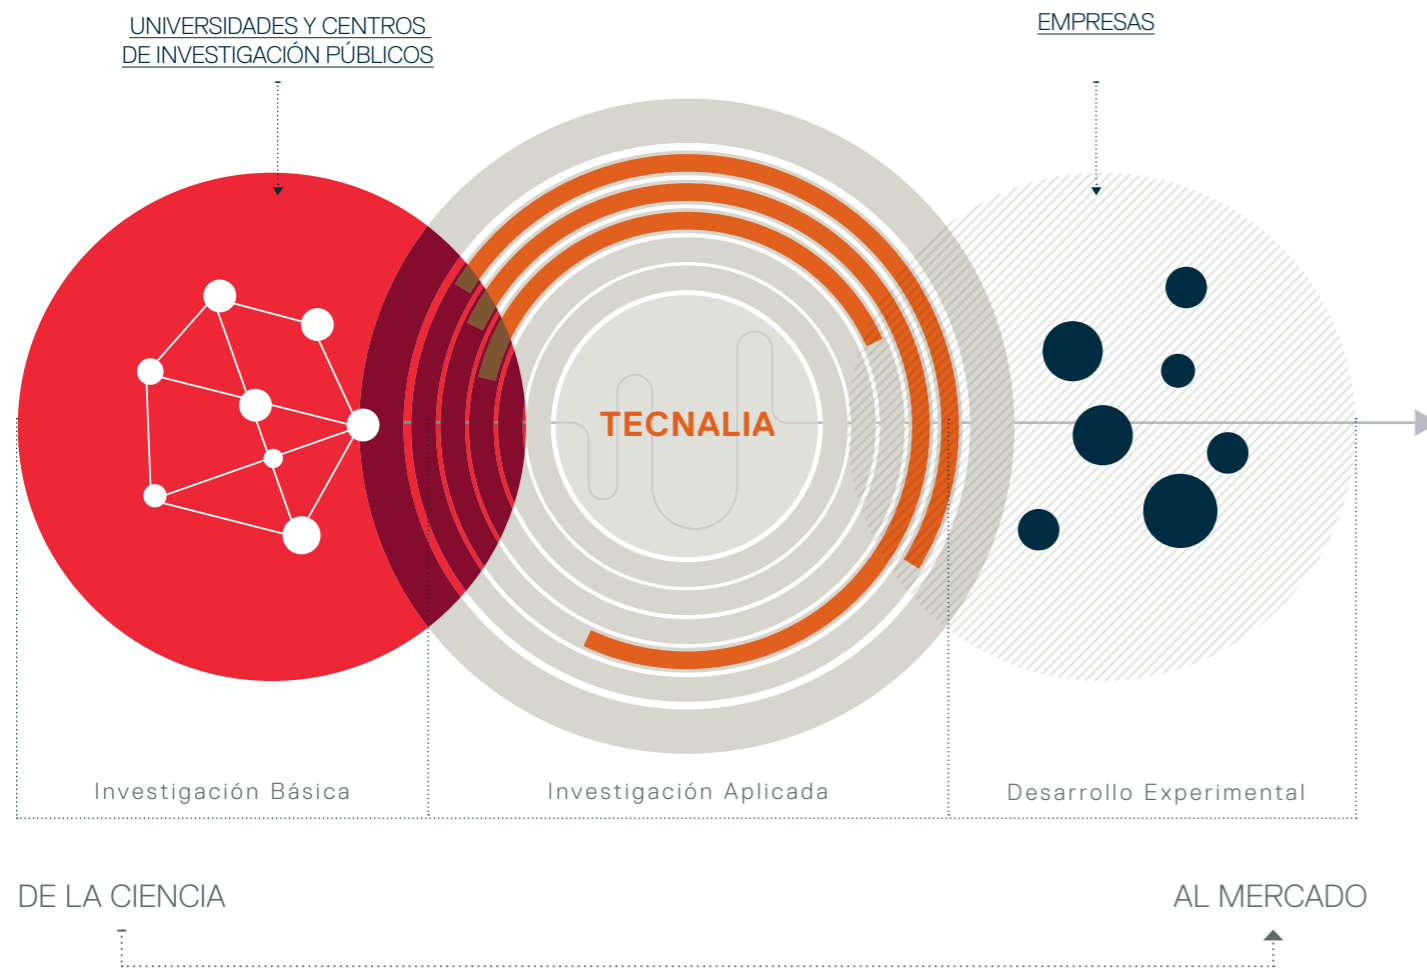 UNIVERSIDADES Y CENTROS
DE INVESTIGACIÓN PÚBLICOS
EMPRESAS
TECNALIA
Investigación Básica
Investigación Aplicada
Desarrollo Experimental
DE LA CIENCIA
AL MERCADO